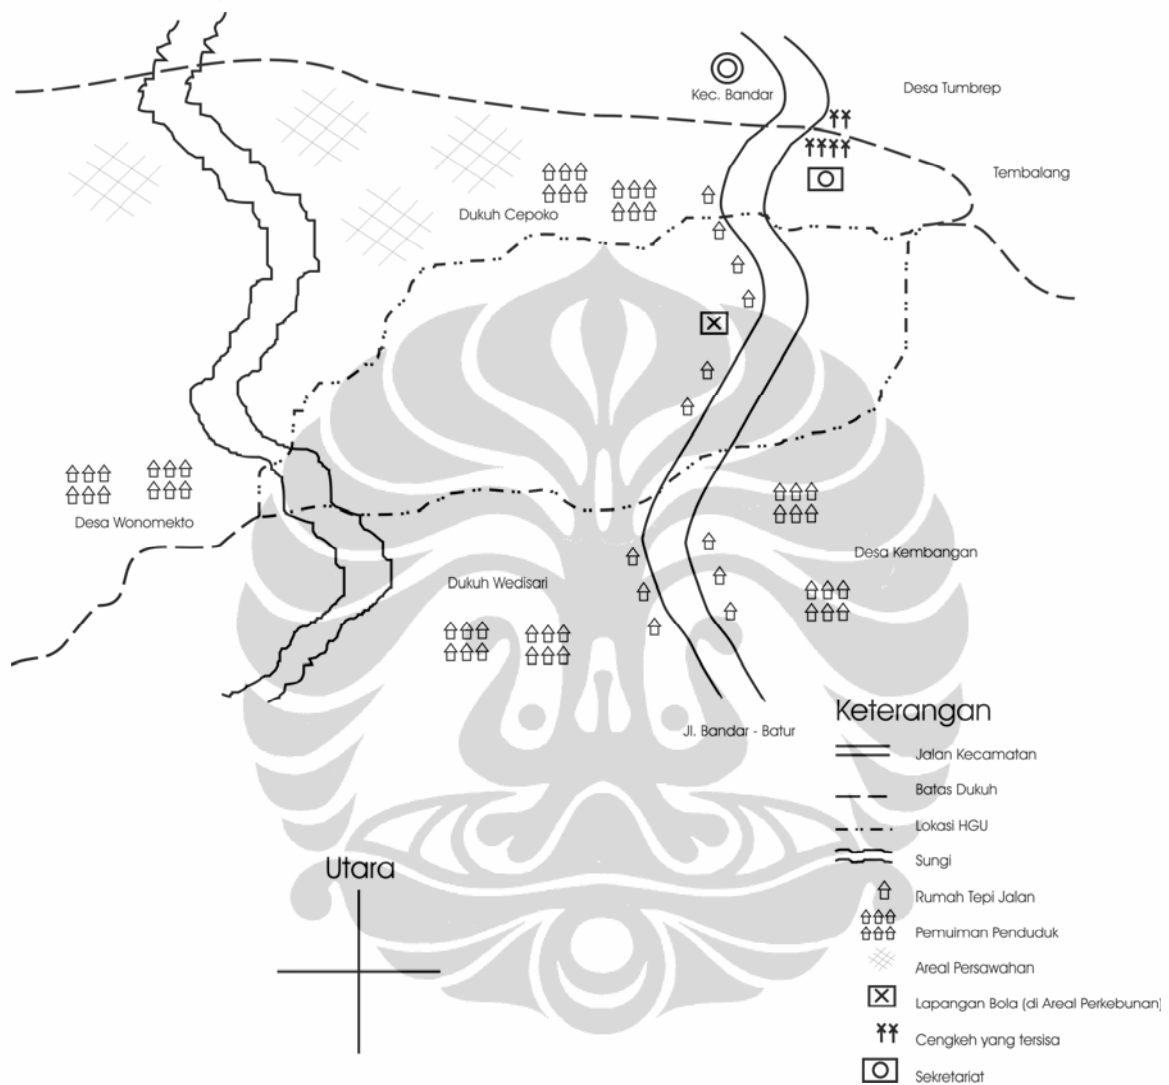 Kec. Bandar
Desa Tumbrep
Tembalang
Dukuh Cepoko
Desa Wonomekto
Desa Kembangan
Dukuh Wedisari
Jl. Bandar - Batur
Utara
Keterangan
Jalan Kecamatan
Batas Dukuh
Lokasi HGU
Sungi
Rumah Tepi Jalan
Pemuiman Penduduk
Areal Persawahan
Lapangan Bola (di Areal Perkebunan)
Cengkeh yang tersisa
Sekretariat